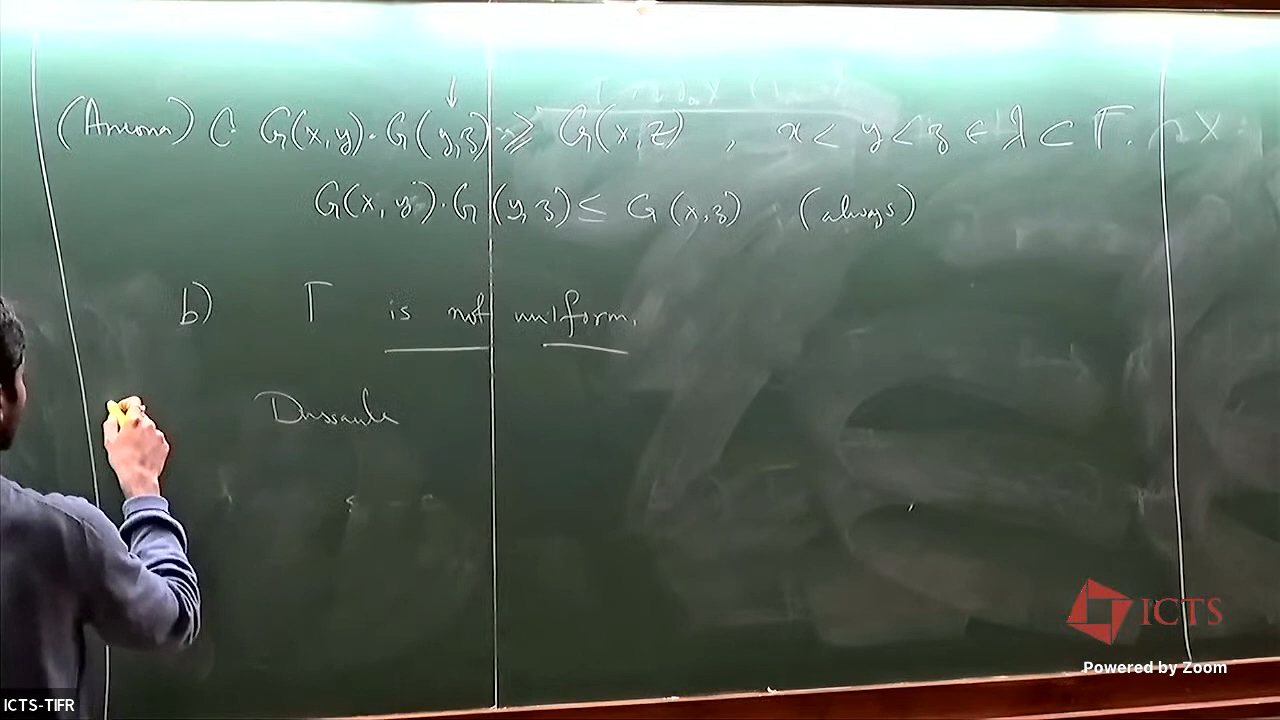 (Ancona) C G(x,y)·G(y,z) ≥ G(x,z) , x < y < z ∈ λ ⊂ Γ. ∩ X
G(x,y)·G(y,z) ≤ G(x,z) (always)
b) Γ is not uniform.
Dussaule
ICTS
Powered by Zoom
ICTS-TIFR